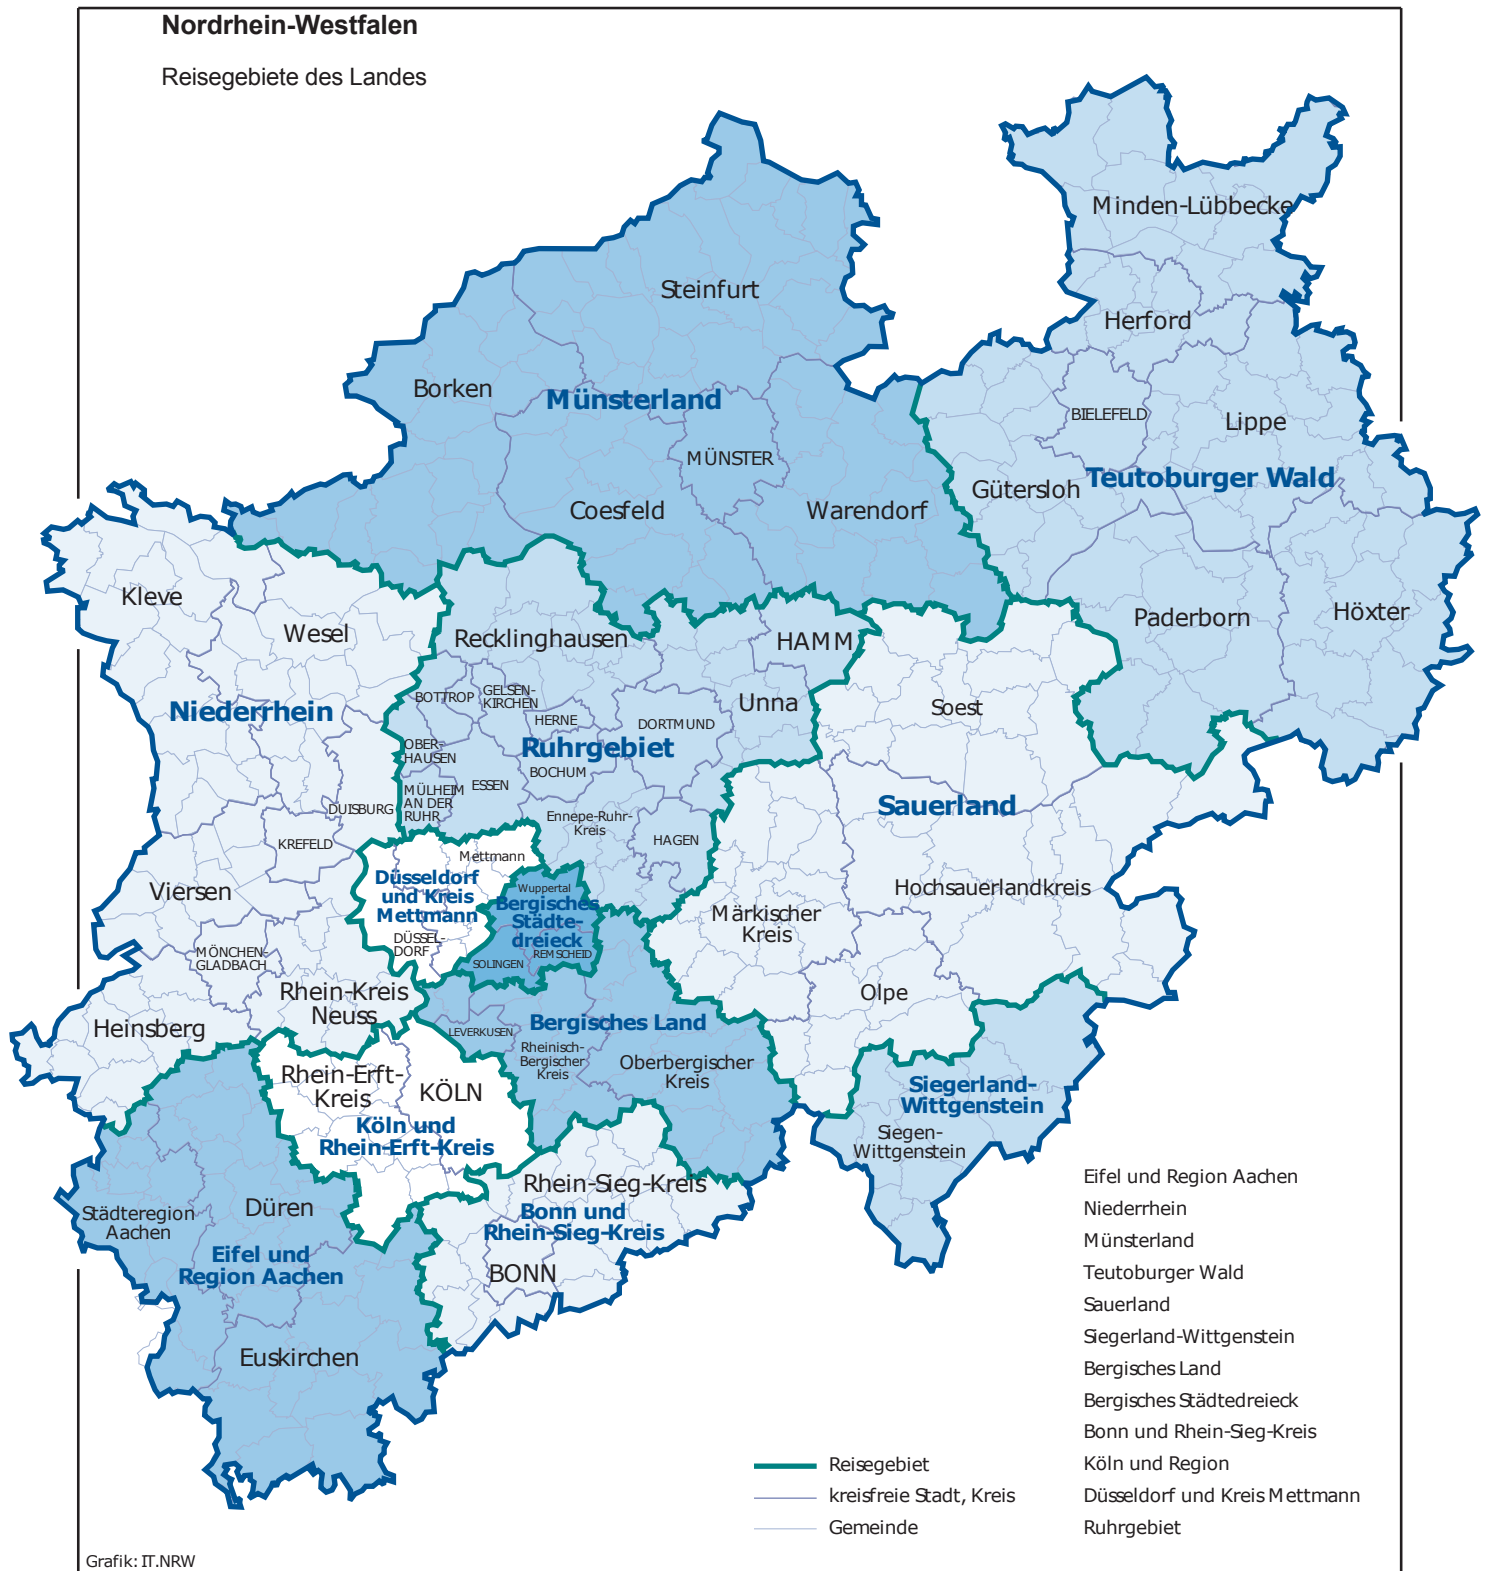 Nordrhein-Westfalen
Reisegebiete des Landes
Minden-Lübbecke
Steinfurt
Herford
Borken
Münsterland
BIELEFELD
Lippe
MÜNSTER
Teutoburger Wald
Gütersloh
Coesfeld
Warendorf
Kleve
Wesel
Recklinghausen
HAMM
Paderborn
Höxter
Niederrhein
BOTTROP
GELSEN-
KIRCHEN
HERNE
DORTMUND
Unna
Soest
OBER-
HAUSEN
Ruhrgebiet
BOCHUM
ESSEN
MÜLHEIM
AN DER
RUHR
DUISBURG
Sauerland
Ennepe-Ruhr-
Kreis
HAGEN
KREFELD
Mettmann
Viersen
Düsseldorf
und Kreis
Mettmann
Wuppertal
Bergisches
Städte-
dreieck
Hochsauerlandkreis
Märkischer
Kreis
DÜSSEL-
DORF
MÖNCHEN-
GLADBACH
SOLINGEN
REMSCHEID
Rhein-Kreis
Neuss
Olpe
Heinsberg
LEVERKUSEN
Bergisches Land
Rheinisch-
Bergischer
Kreis
Oberbergischer
Kreis
Rhein-Erft-
Kreis
KÖLN
Köln und
Rhein-Erft-Kreis
Siegerland-
Wittgenstein
Siegen-
Wittgenstein
Rhein-Sieg-Kreis
Bonn und
Rhein-Sieg-Kreis
BONN
Städteregion
Aachen
Düren
Eifel und
Region Aachen
Euskirchen
Eifel und Region Aachen
Niederrhein
Münsterland
Teutoburger Wald
Sauerland
Siegerland-Wittgenstein
Bergisches Land
Bergisches Städtedreieck
Bonn und Rhein-Sieg-Kreis
Köln und Region
Düsseldorf und Kreis Mettmann
Ruhrgebiet
Reisegebiet
kreisfreie Stadt, Kreis
Gemeinde
Grafik: IT.NRW